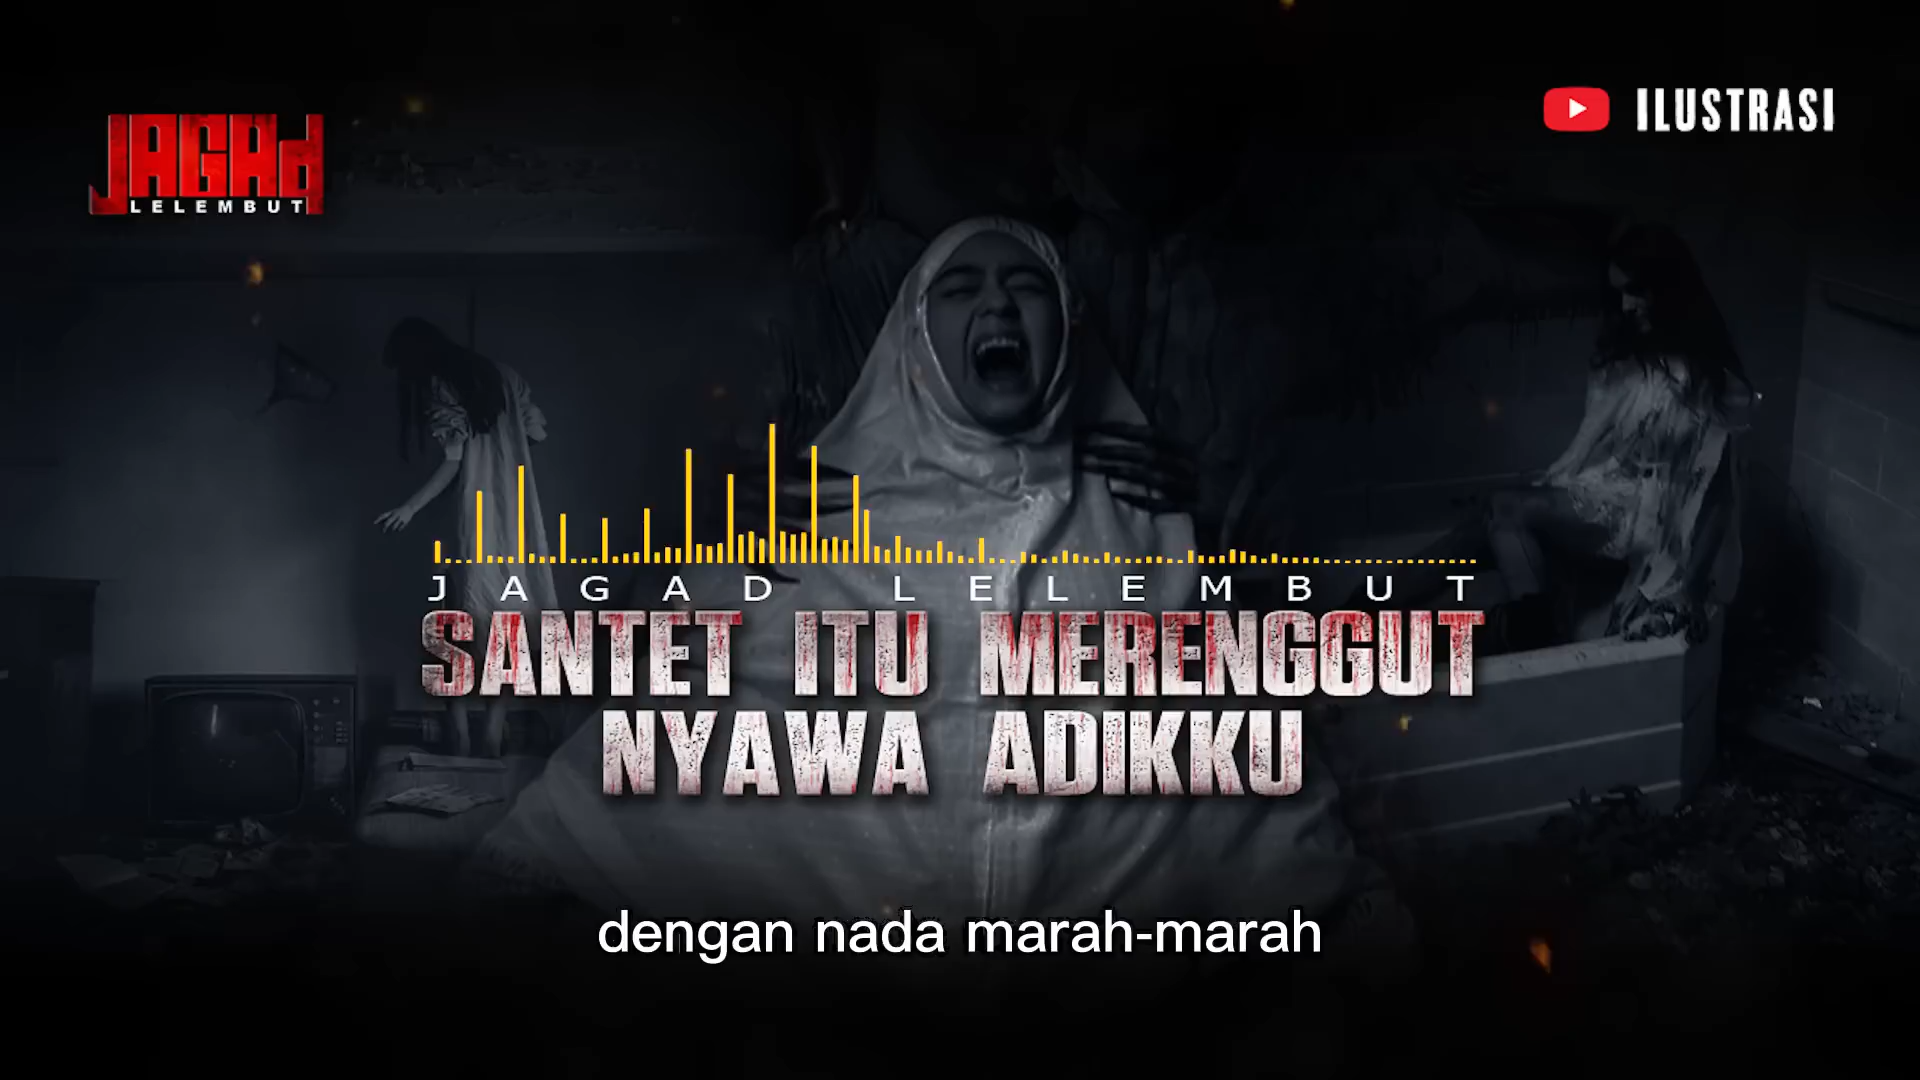 JAGAd
LELEMBUT
ILUSTRASI
JAGAD LELEMBUT
SANTET ITU MERENGGUT
NYAWA ADIKKU
dengan nada marah-marah